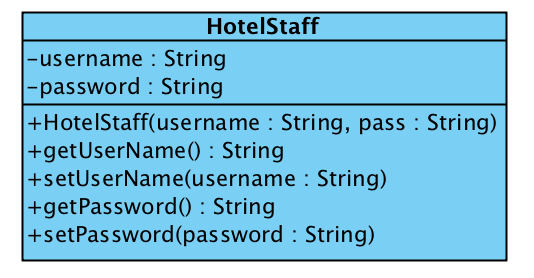 HotelStaff
-username : String
-password : String
+HotelStaff(username : String, pass : String)
+getUserName() : String
+setUserName(username : String)
+getPassword() : String
+setPassword(password : String)